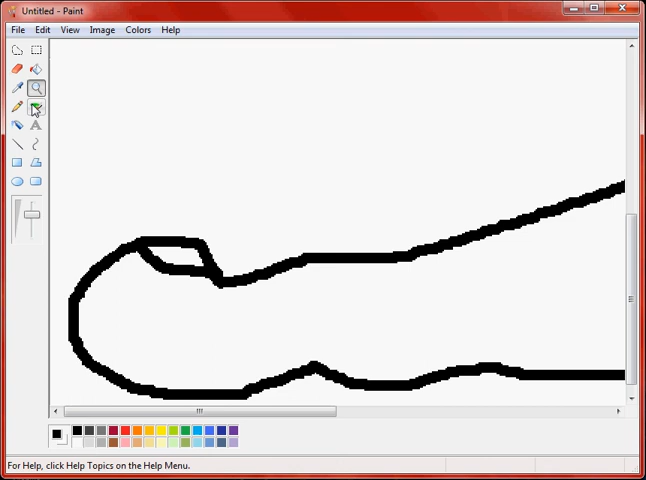 Untitled - Paint
File Edit View Image Colors Help
A
For Help, click Help Topics on the Help Menu.